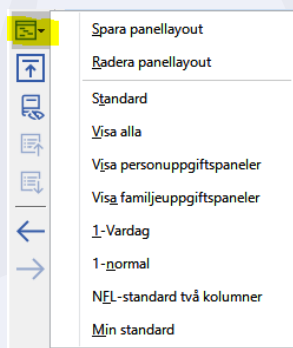 Spara panellayout
Radera panellayout
Standard
Visa alla
Visa personuppgiftspaneler
Visa familjeuppgiftspaneler
1-Vardag
1-normal
NFL-standard två kolumner
Min standard